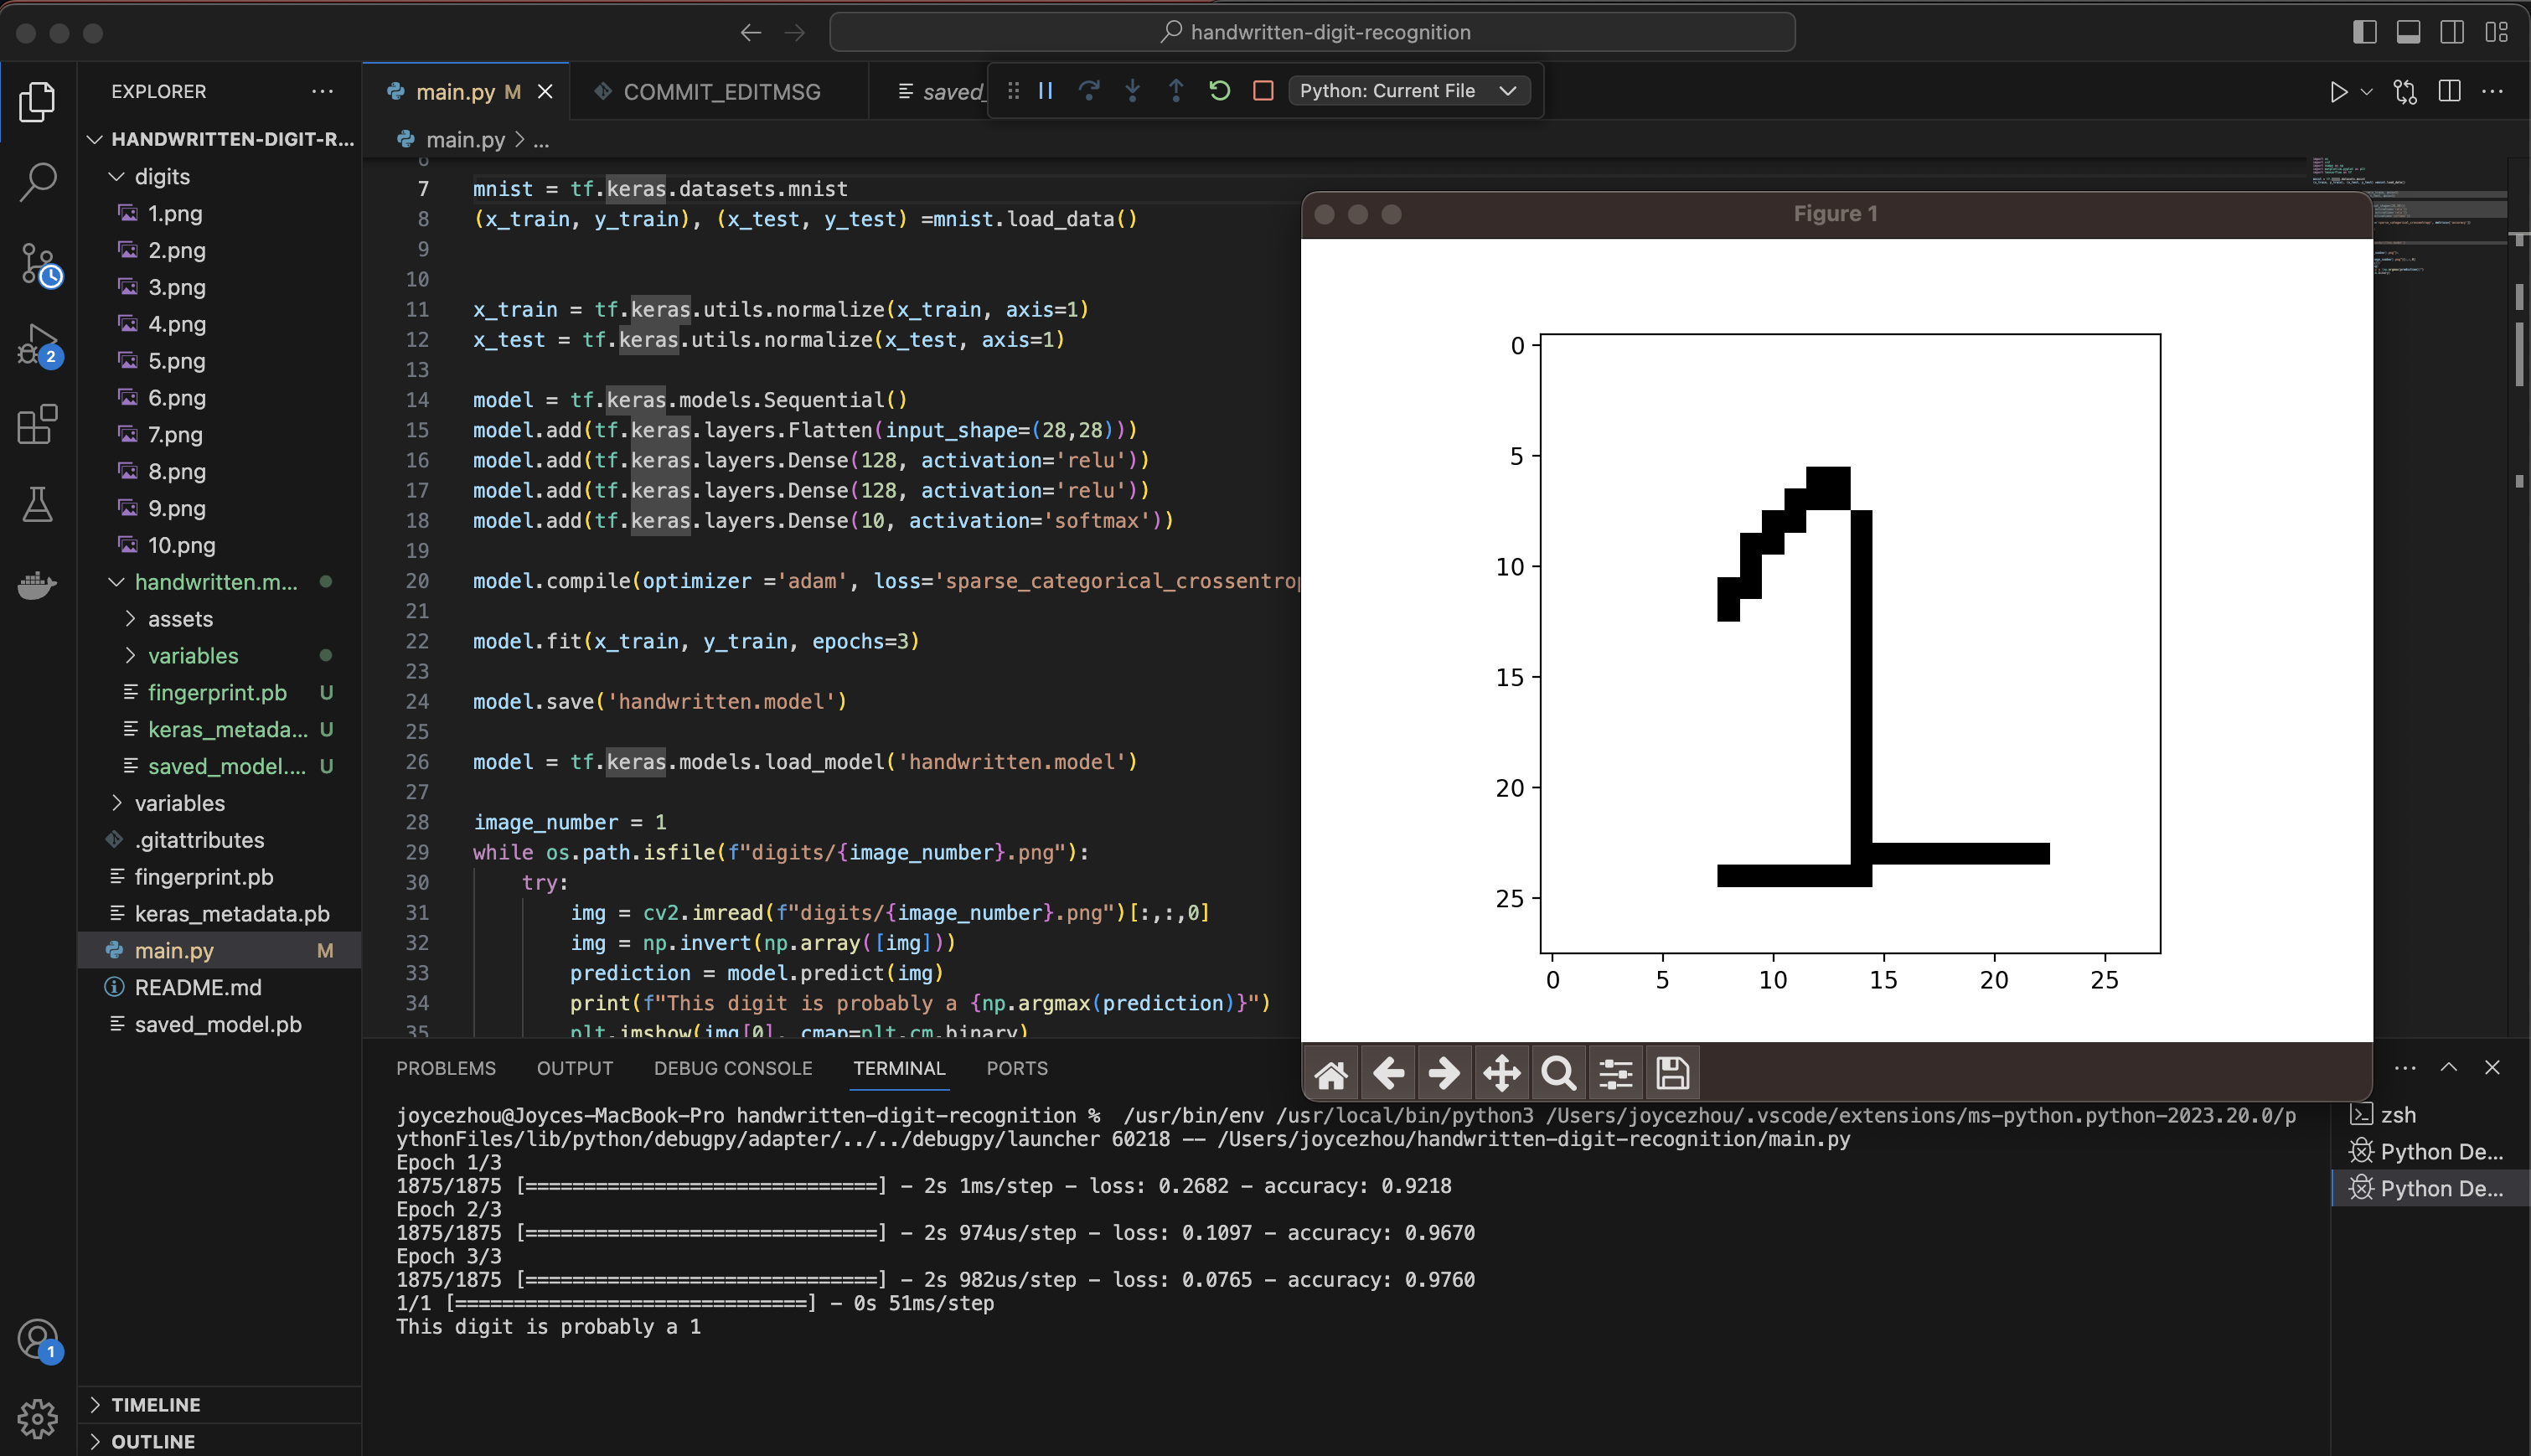 handwritten-digit-recognition
EXPLORER
HANDWRITTEN-DIGIT-R...
digits
1.png
2.png
3.png
4.png
5.png
6.png
7.png
8.png
9.png
10.png
handwritten.m...
assets
variables
fingerprint.pb U
keras_metada... U
saved_model.... U
variables
.gitattributes
fingerprint.pb
keras_metadata.pb
main.py M
README.md
saved_model.pb
TIMELINE
OUTLINE
2
1
main.py M
COMMIT_EDITMSG
saved_
Python: Current File
main.py > ...
6
7 mnist = tf.keras.datasets.mnist
8 (x_train, y_train), (x_test, y_test) =mnist.load_data()
9
10
11 x_train = tf.keras.utils.normalize(x_train, axis=1)
12 x_test = tf.keras.utils.normalize(x_test, axis=1)
13
14 model = tf.keras.models.Sequential()
15 model.add(tf.keras.layers.Flatten(input_shape=(28,28)))
16 model.add(tf.keras.layers.Dense(128, activation='relu'))
17 model.add(tf.keras.layers.Dense(128, activation='relu'))
18 model.add(tf.keras.layers.Dense(10, activation='softmax'))
19
20 model.compile(optimizer ='adam', loss='sparse_categorical_crossentrop
21
22 model.fit(x_train, y_train, epochs=3)
23
24 model.save('handwritten.model')
25
26 model = tf.keras.models.load_model('handwritten.model')
27
28 image_number = 1
29 while os.path.isfile(f"digits/{image_number}.png"):
30 try:
31 img = cv2.imread(f"digits/{image_number}.png")[:,:,0]
32 img = np.invert(np.array([img]))
33 prediction = model.predict(img)
34 print(f"This digit is probably a {np.argmax(prediction)}")
35 plt.imshow(img[0], cmap=plt.cm.binary)
Figure 1
0
5
10
15
20
25
0 5 10 15 20 25
PROBLEMS OUTPUT DEBUG CONSOLE TERMINAL PORTS
joycezhou@Joyces-MacBook-Pro handwritten-digit-recognition % /usr/bin/env /usr/local/bin/python3 /Users/joycezhou/.vscode/extensions/ms-python.python-2023.20.0/p
ythonFiles/lib/python/debugpy/adapter/../../debugpy/launcher 60218 -- /Users/joycezhou/handwritten-digit-recognition/main.py
Epoch 1/3
1875/1875 [==============================] - 2s 1ms/step - loss: 0.2682 - accuracy: 0.9218
Epoch 2/3
1875/1875 [==============================] - 2s 974us/step - loss: 0.1097 - accuracy: 0.9670
Epoch 3/3
1875/1875 [==============================] - 2s 982us/step - loss: 0.0765 - accuracy: 0.9760
1/1 [==============================] - 0s 51ms/step
This digit is probably a 1
zsh
Python De...
Python De...